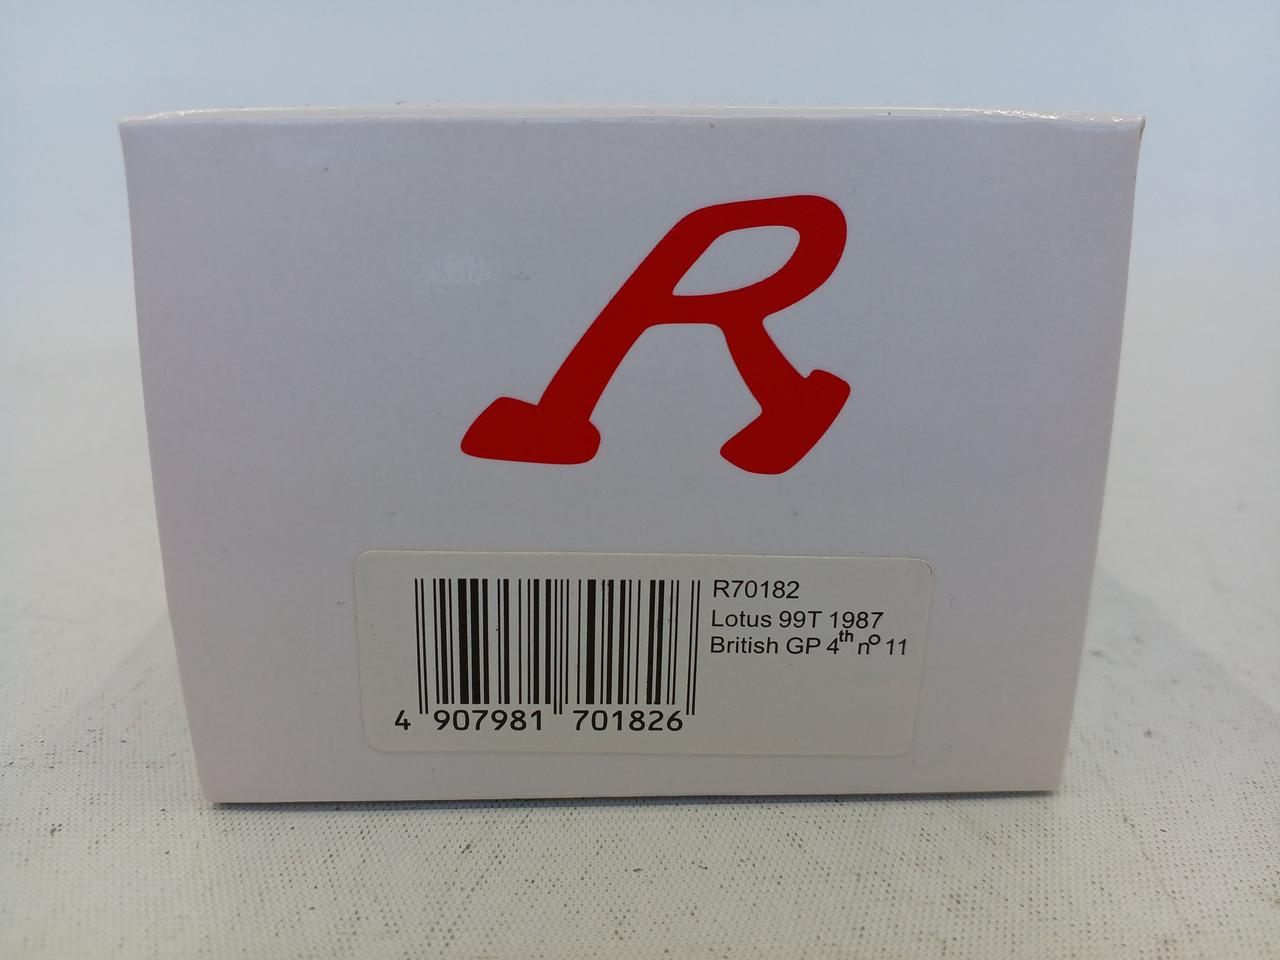 R
R70182
Lotus 99T 1987
British GP 4th nº 11
4 907981 701826